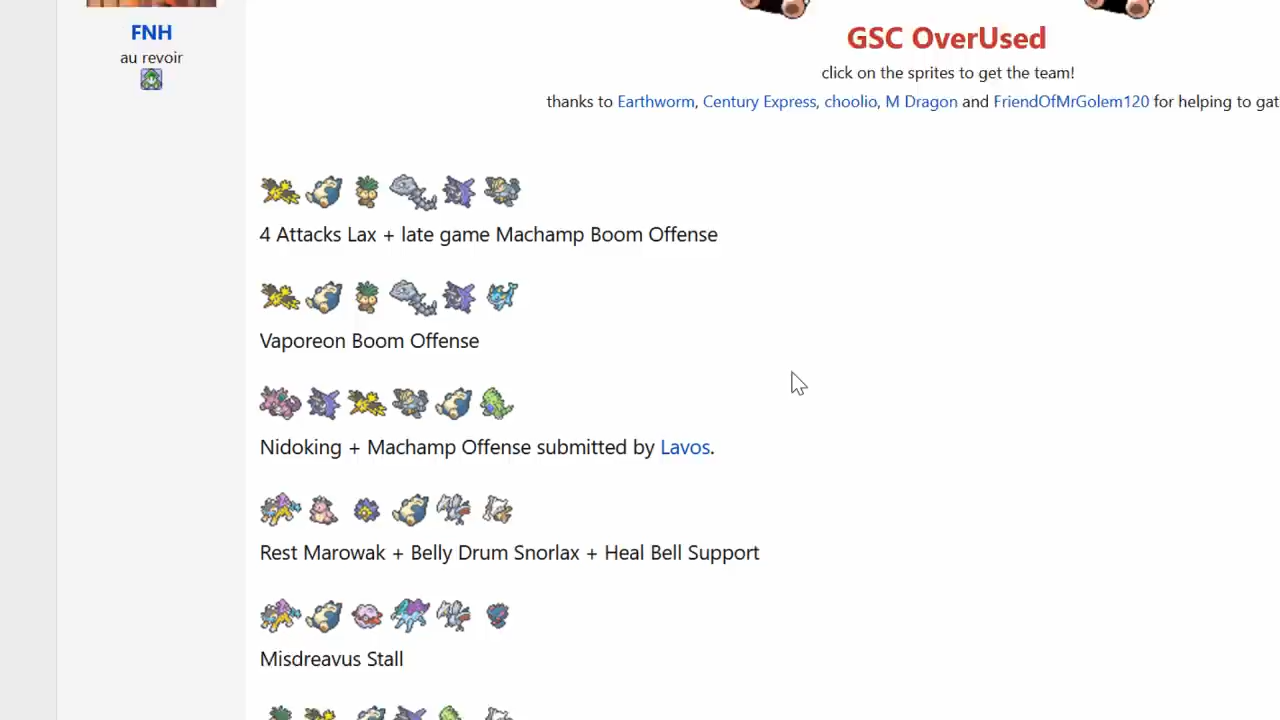 FNH
au revoir
GSC OverUsed
click on the sprites to get the team!
thanks to Earthworm, Century Express, choolio, M Dragon and FriendOfMrGolem120 for helping to gat
4 Attacks Lax + late game Machamp Boom Offense
Vaporeon Boom Offense
Nidoking + Machamp Offense submitted by Lavos.
Rest Marowak + Belly Drum Snorlax + Heal Bell Support
Misdreavus Stall